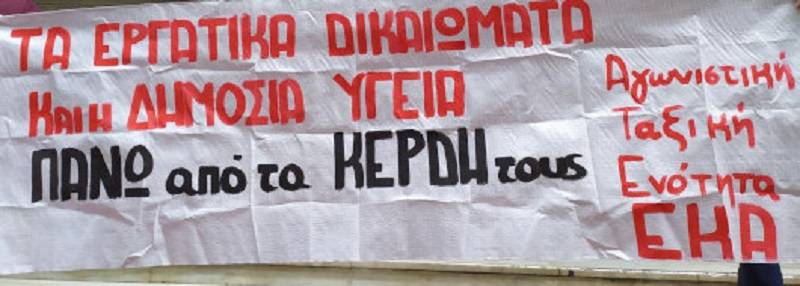 ΤΑ ΕΡΓΑΤΙΚΑ ΔΙΚΑΙΩΜΑΤΑ
ΚΑΙ Η ΔΗΜΟΣΙΑ ΥΓΕΙΑ
ΠΑΝΩ από τα ΚΕΡΔΗ τους
Αγωνιστική
Ταξική
Ενότητα
ΕΚΑ